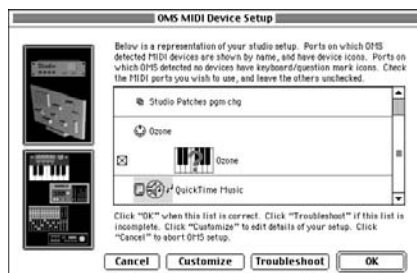 OMS MIDI Device Setup
Below is a representation of your studio setup. Ports on which OMS
detected MIDI devices are shown by name, and have device icons. Ports on
which OMS detected no devices have keyboard/question mark icons. Check
the MIDI ports you wish to use, and leave the others unchecked.
Studio Patches pgm chg
Ozone
Ozone
QuickTime Music
Click "OK" when this list is correct. Click "Troubleshoot" if this list is
incomplete. Click "Customize" to edit details of your setup. Click
"Cancel" to abort OMS setup.
Cancel Customize Troubleshoot OK